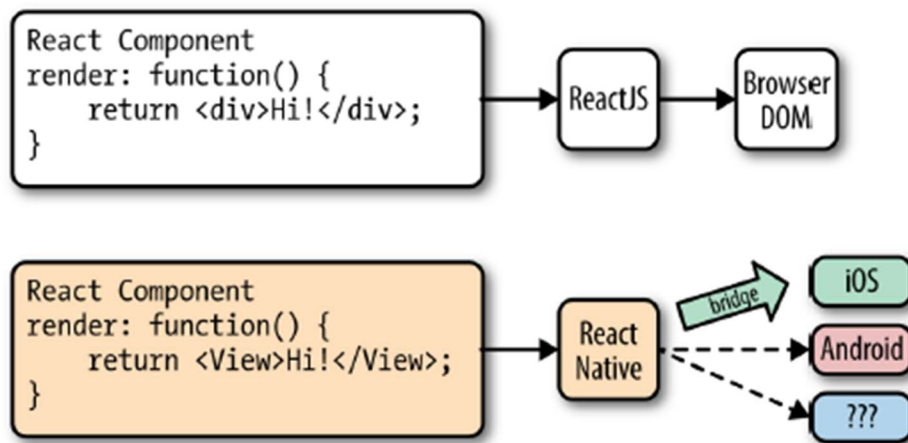 React Component
render: function() {
    return <div>Hi!</div>;
}
ReactJS
Browser
DOM
React Component
render: function() {
    return <View>Hi!</View>;
}
React
Native
bridge
iOS
Android
???